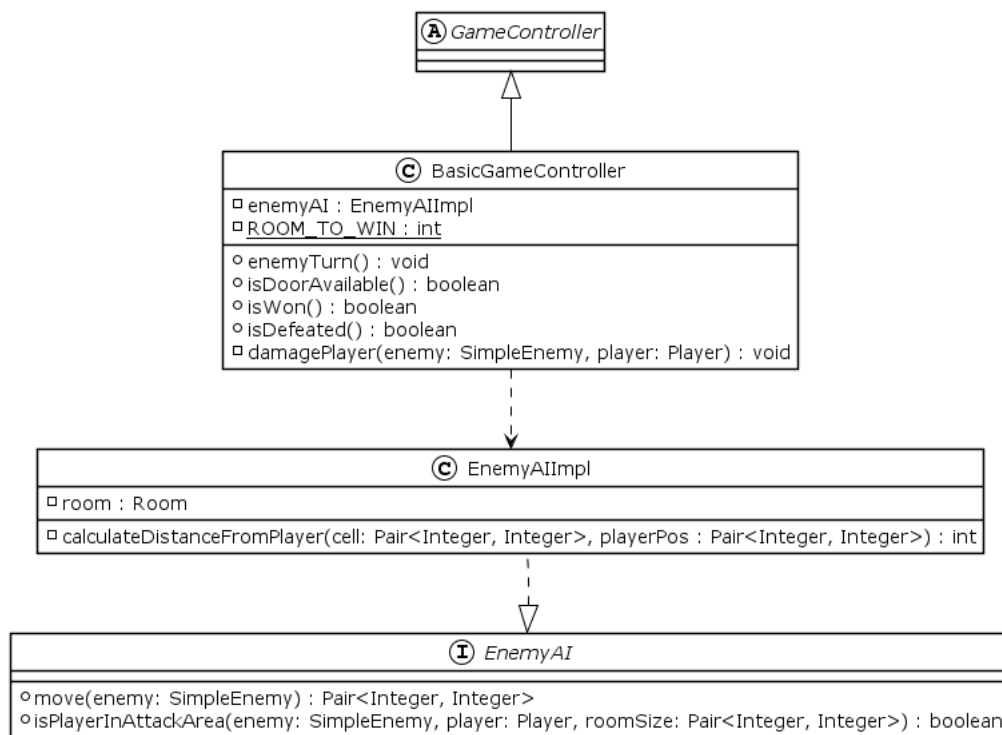 A GameController
C BasicGameController
enemyAI : EnemyAIImpl
ROOM_TO_WIN : int
enemyTurn() : void
isDoorAvailable() : boolean
isWon() : boolean
isDefeated() : boolean
damagePlayer(enemy: SimpleEnemy, player: Player) : void
C EnemyAIImpl
room : Room
calculateDistanceFromPlayer(cell: Pair<Integer, Integer>, playerPos : Pair<Integer, Integer>) : int
I EnemyAI
move(enemy: SimpleEnemy) : Pair<Integer, Integer>
isPlayerInAttackArea(enemy: SimpleEnemy, player: Player, roomSize: Pair<Integer, Integer>) : boolean